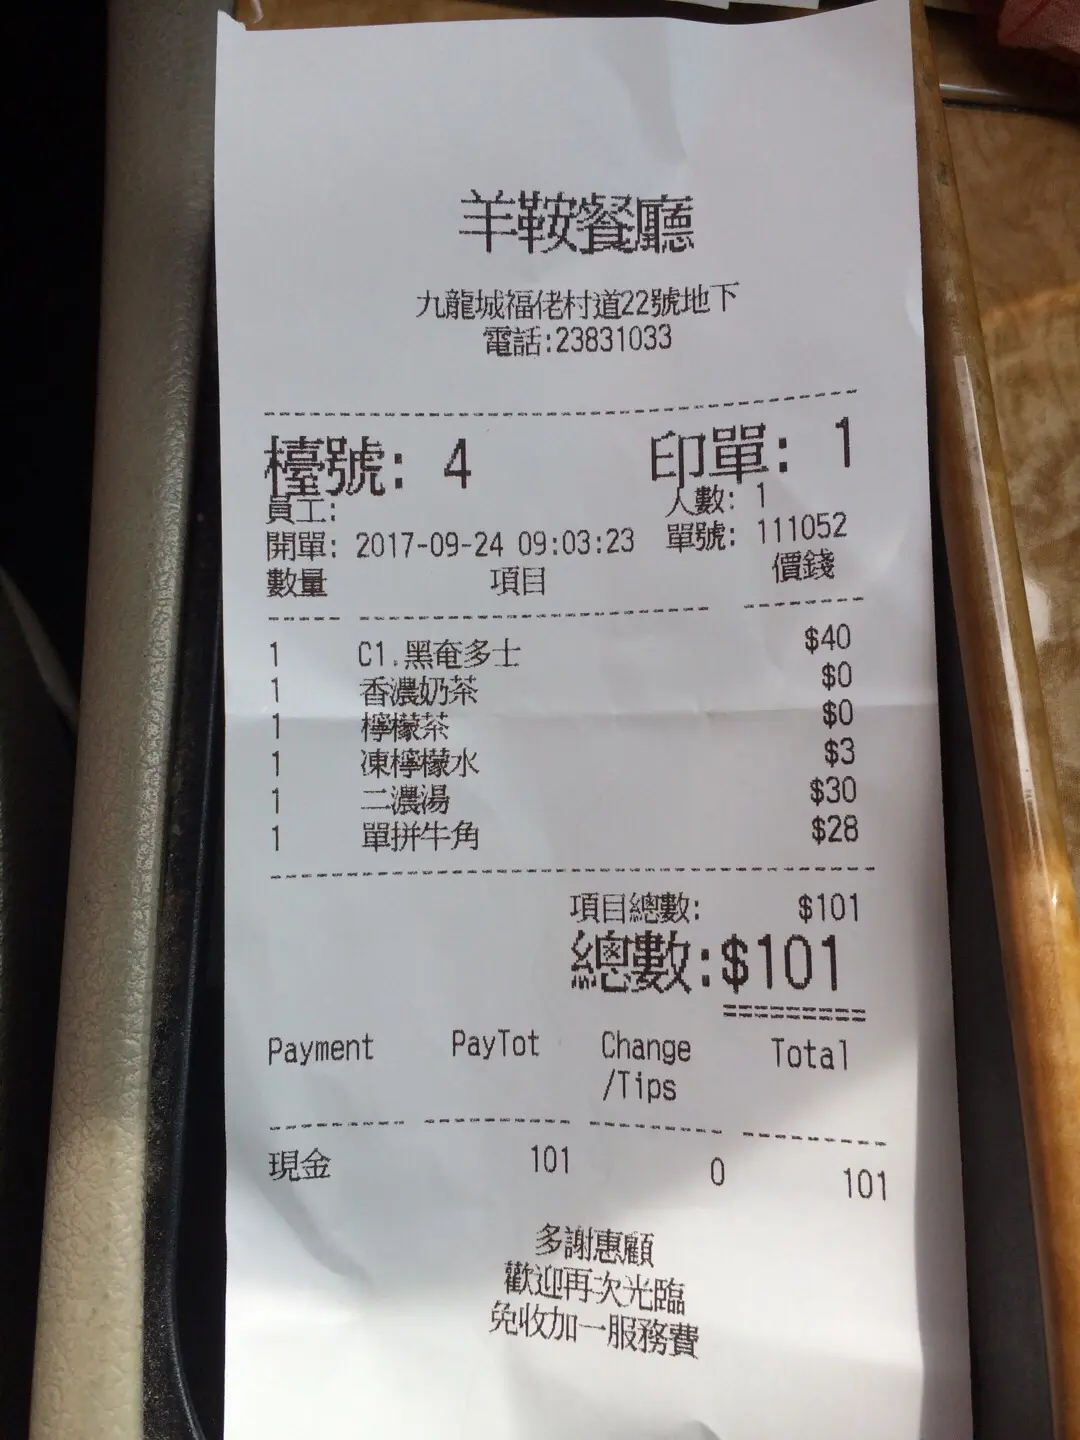 羊鞍餐廳
九龍城福佬村道22號地下
電話:23831033
檯號: 4 印單: 1
員工: 人數: 1
開單: 2017-09-24 09:03:23 單號: 111052
數量 項目 價錢
1 C1.黑奄多士 $40
1 香濃奶茶 $0
1 檸檬茶 $0
1 凍檸檬水 $3
1 二濃湯 $30
1 單拼牛角 $28
項目總數: $101
總數:$101
Payment PayTot Change Total
/Tips
現金 101 0 101
多謝惠顧
歡迎再次光臨
免收加一服務費